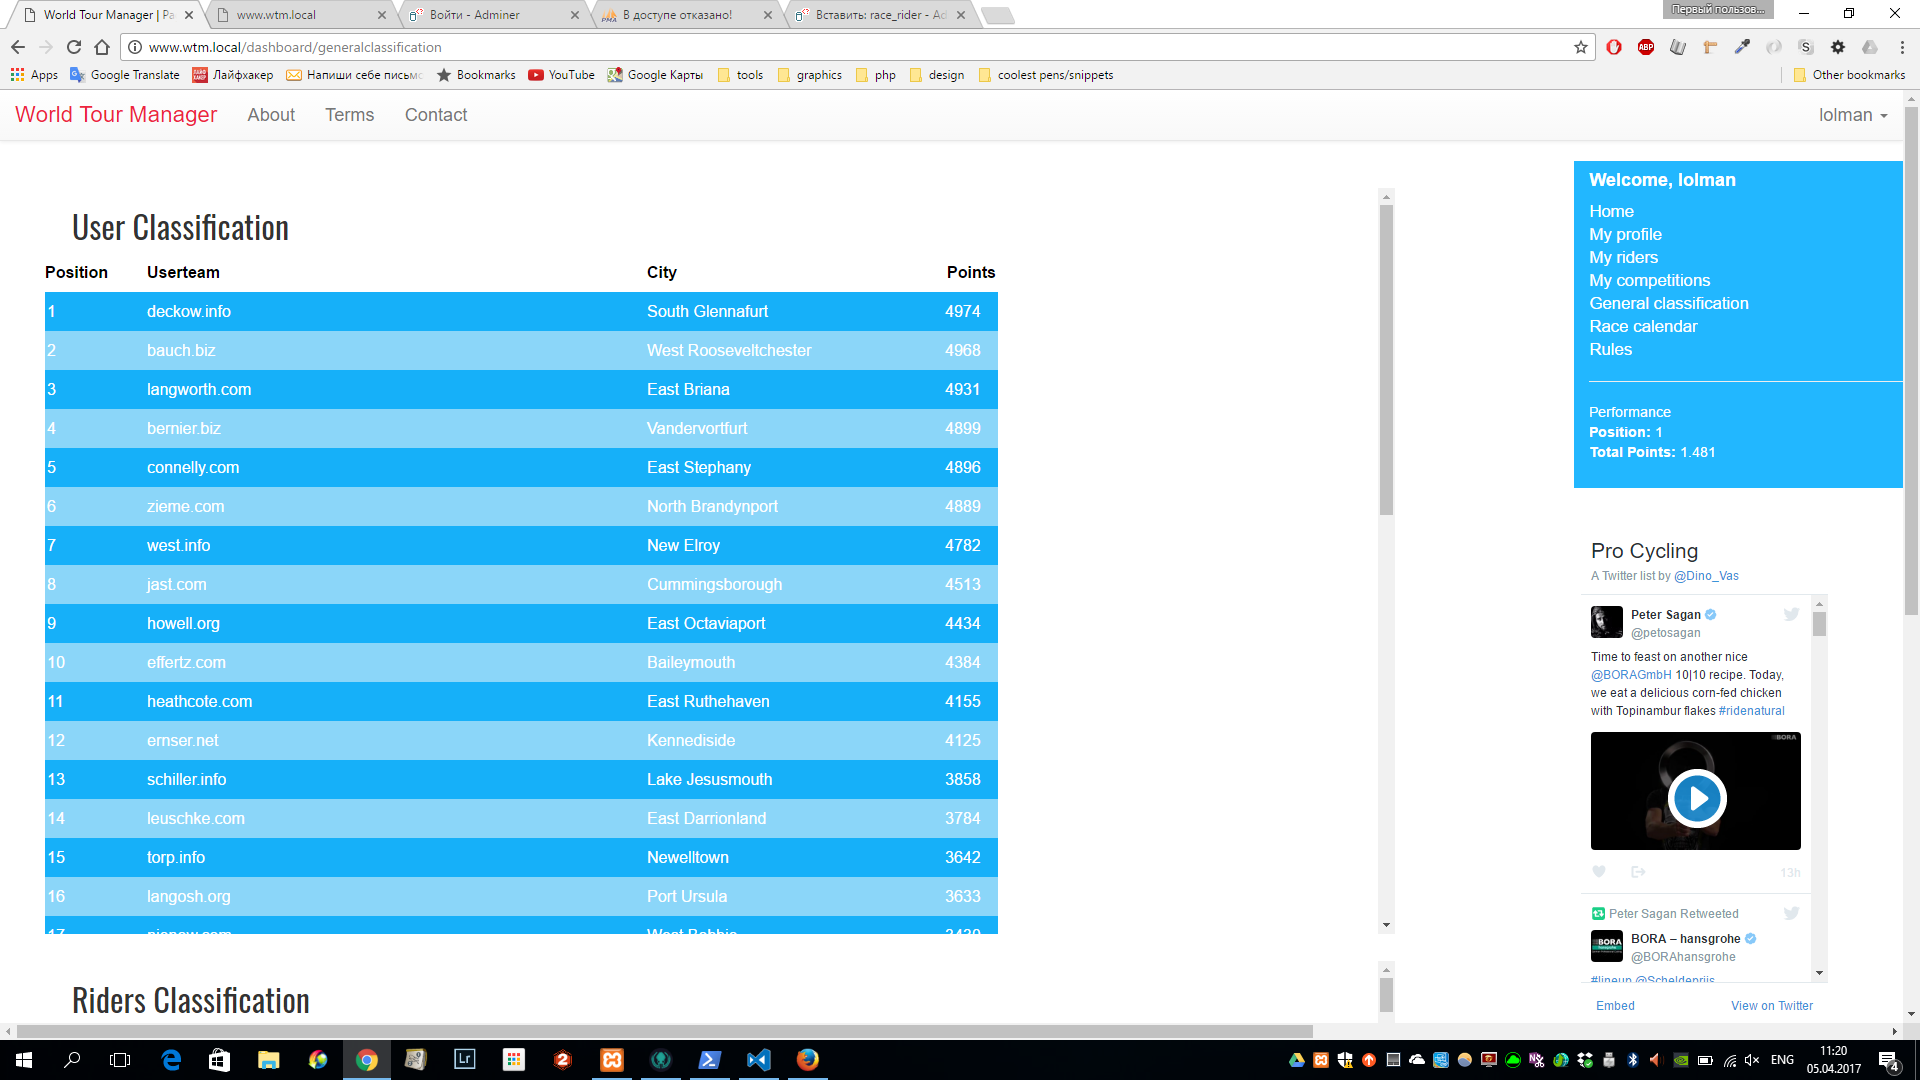 World Tour Manager | Pa
www.wtm.local
Войти - Adminer
В доступе отказано!
Вставить: race_rider - Ad
Первый пользов...
www.wtm.local/dashboard/generalclassification
Apps
Google Translate
Лайфхакер
Напиши себе письмо
Bookmarks
YouTube
Google Карты
tools
graphics
php
design
coolest pens/snippets
Other bookmarks
World Tour Manager
About
Terms
Contact
lolman
User Classification
Position Userteam City Points
1 deckow.info South Glennafurt 4974
2 bauch.biz West Rooseveltchester 4968
3 langworth.com East Briana 4931
4 bernier.biz Vandervortfurt 4899
5 connelly.com East Stephany 4896
6 zieme.com North Brandynport 4889
7 west.info New Elroy 4782
8 jast.com Cummingsborough 4513
9 howell.org East Octaviaport 4434
10 effertz.com Baileymouth 4384
11 heathcote.com East Ruthehaven 4155
12 ernser.net Kennediside 4125
13 schiller.info Lake Jesusmouth 3858
14 leuschke.com East Darrionland 3784
15 torp.info Newelltown 3642
16 langosh.org Port Ursula 3633
17
Riders Classification
Welcome, lolman
Home
My profile
My riders
My competitions
General classification
Race calendar
Rules
Performance
Position: 1
Total Points: 1.481
Pro Cycling
A Twitter list by @Dino_Vas
Peter Sagan
@petosagan
Time to feast on another nice
@BORAGmbH 10|10 recipe. Today,
we eat a delicious corn-fed chicken
with Topinambur flakes #ridenatural
BORA
13h
Peter Sagan Retweeted
BORA – hansgrohe
@BORAhansgrohe
#lineup @Scheldeprijs
Embed
View on Twitter
Lr
ENG
11:20
05.04.2017
4